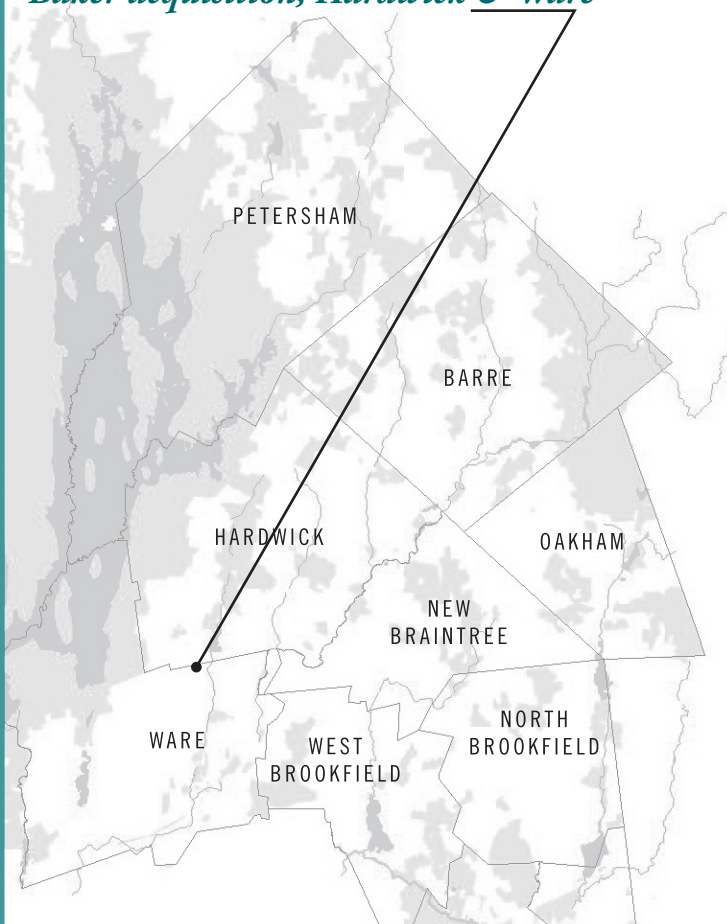 Baker acquisition, Hardwick & Ware
PETERSHAM
BARRE
HARDWICK
OAKHAM
NEW
BRAINTREE
WARE
WEST
BROOKFIELD
NORTH
BROOKFIELD